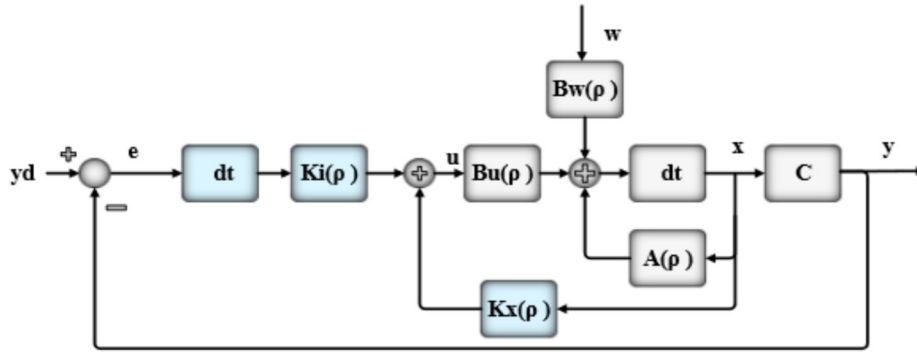 w
Bw(ρ )
yd
e
dt
Ki(ρ)
u
Bu(ρ)
dt
x
C
y
A(ρ )
Kx(ρ )